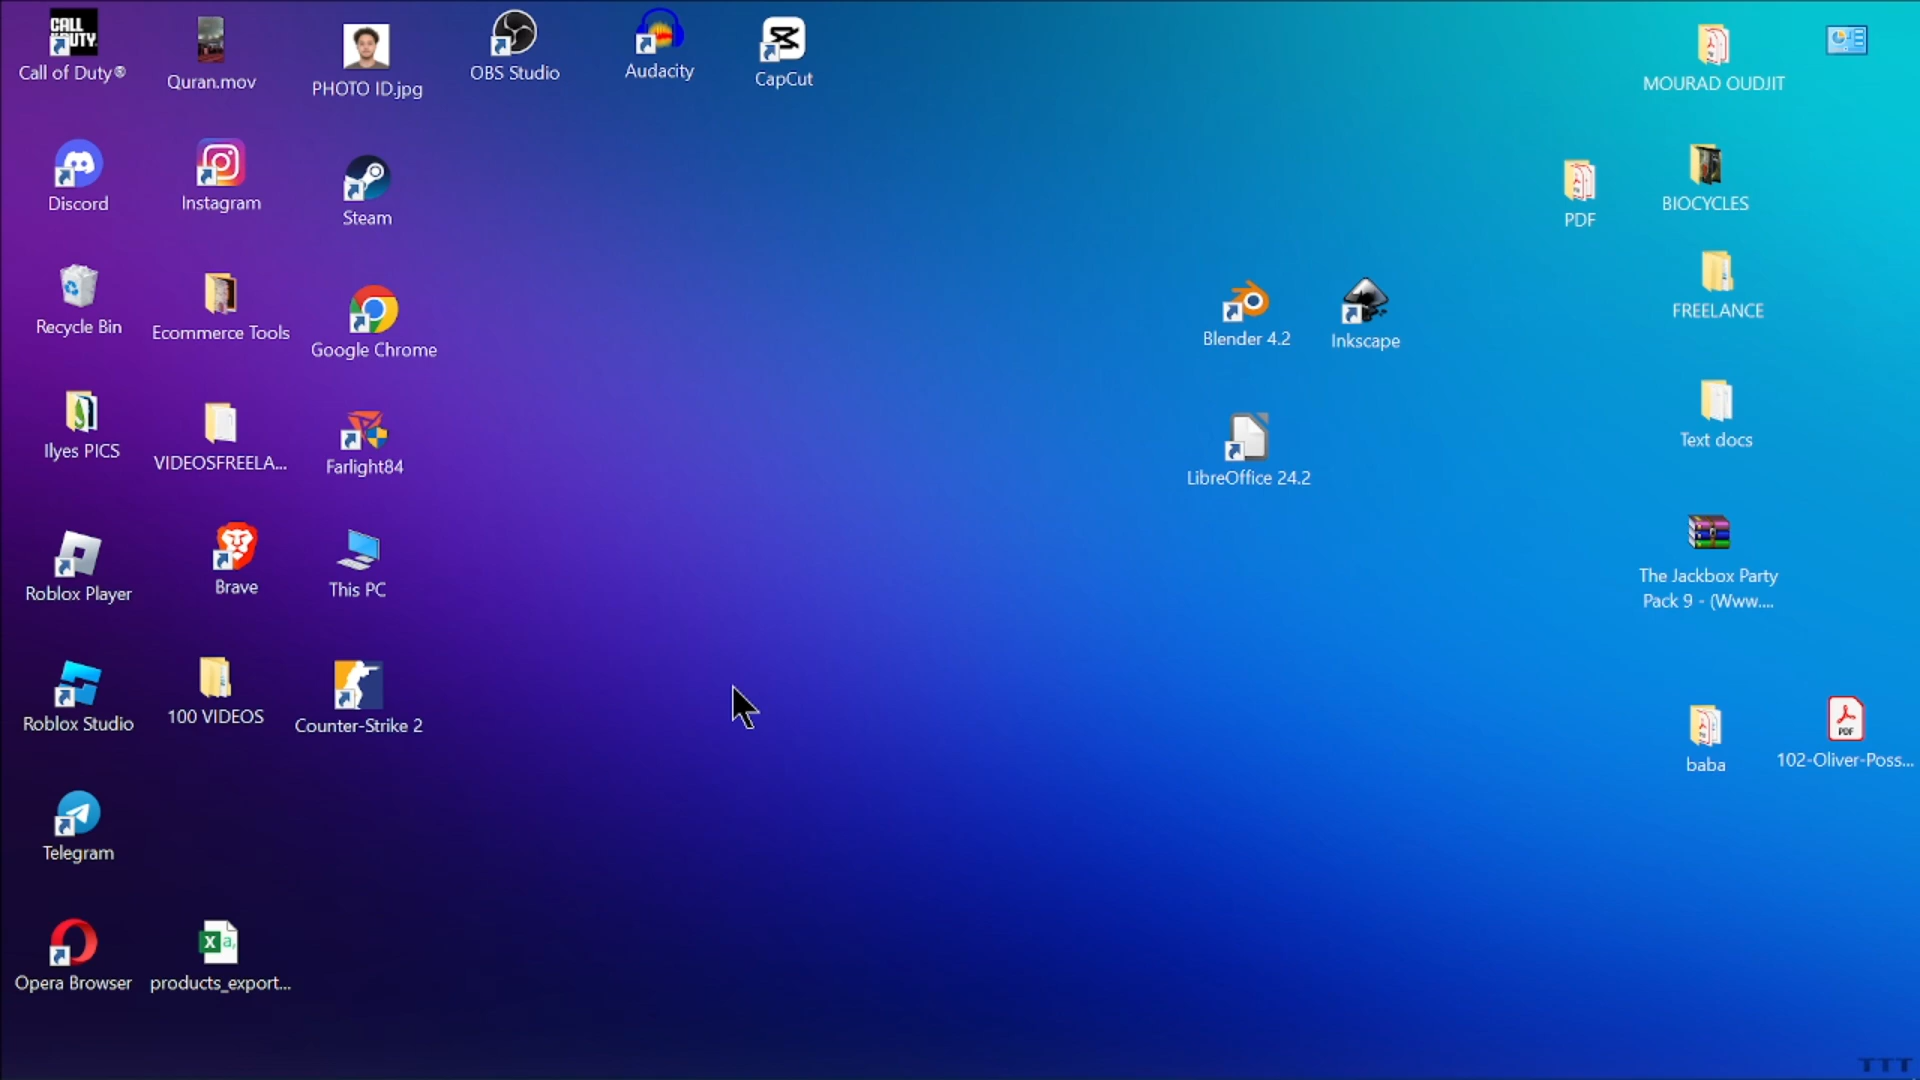 CALL
DUTY
Call of Duty®
Quran.mov
PHOTO ID.jpg
OBS Studio
Audacity
CapCut
MOURAD OUDJIT
Discord
Instagram
Steam
PDF
BIOCYCLES
Recycle Bin
Ecommerce Tools
Google Chrome
Blender 4.2
Inkscape
FREELANCE
Ilyes PICS
VIDEOSFREELA...
Farlight84
LibreOffice 24.2
Text docs
Roblox Player
Brave
This PC
The Jackbox Party
Pack 9 - (Www....
Roblox Studio
100 VIDEOS
Counter-Strike 2
baba
PDF
102-Oliver-Poss...
Telegram
X a,
Opera Browser
products_export...
TTT